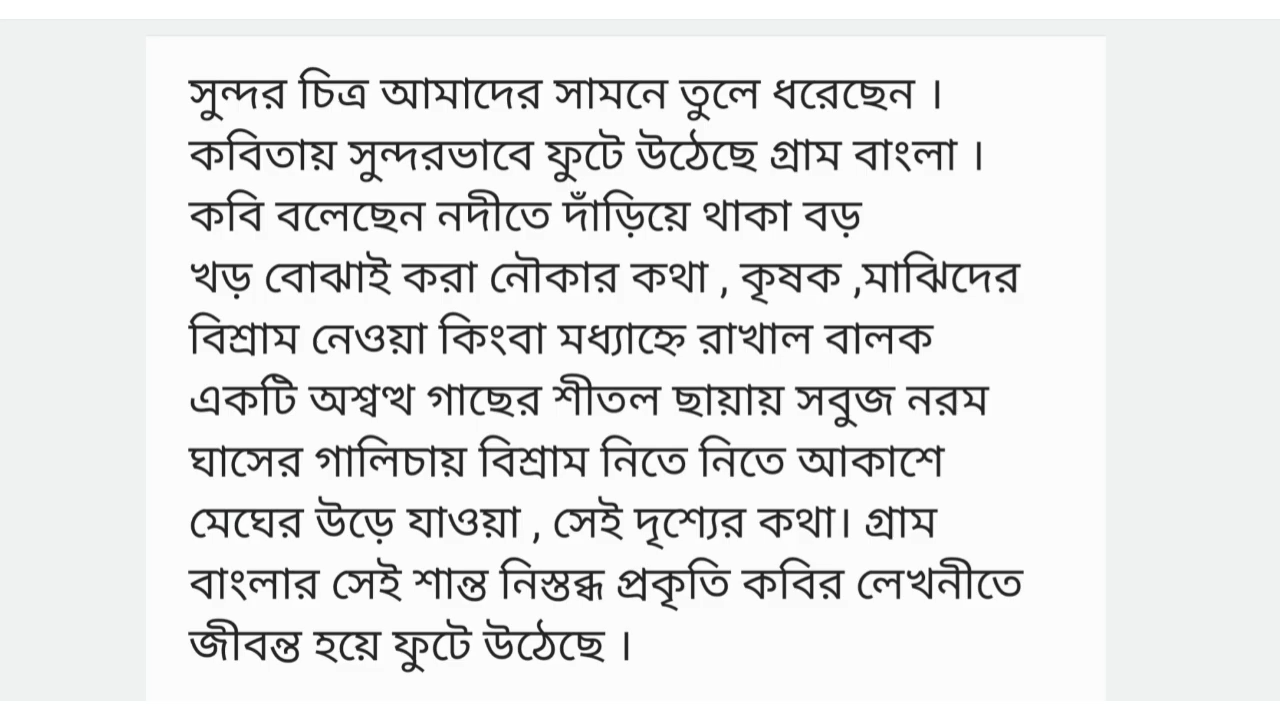 সুন্দর চিত্র আমাদের সামনে তুলে ধরেছেন ।
কবিতায় সুন্দরভাবে ফুটে উঠেছে গ্রাম বাংলা ।
কবি বলেছেন নদীতে দাঁড়িয়ে থাকা বড়
খড় বোঝাই করা নৌকার কথা , কৃষক ,মাঝিদের
বিশ্রাম নেওয়া কিংবা মধ্যাহ্নে রাখাল বালক
একটি অশ্বত্থ গাছের শীতল ছায়ায় সবুজ নরম
ঘাসের গালিচায় বিশ্রাম নিতে নিতে আকাশে
মেঘের উড়ে যাওয়া , সেই দৃশ্যের কথা। গ্রাম
বাংলার সেই শান্ত নিস্তব্ধ প্রকৃতি কবির লেখনীতে
জীবন্ত হয়ে ফুটে উঠেছে ।